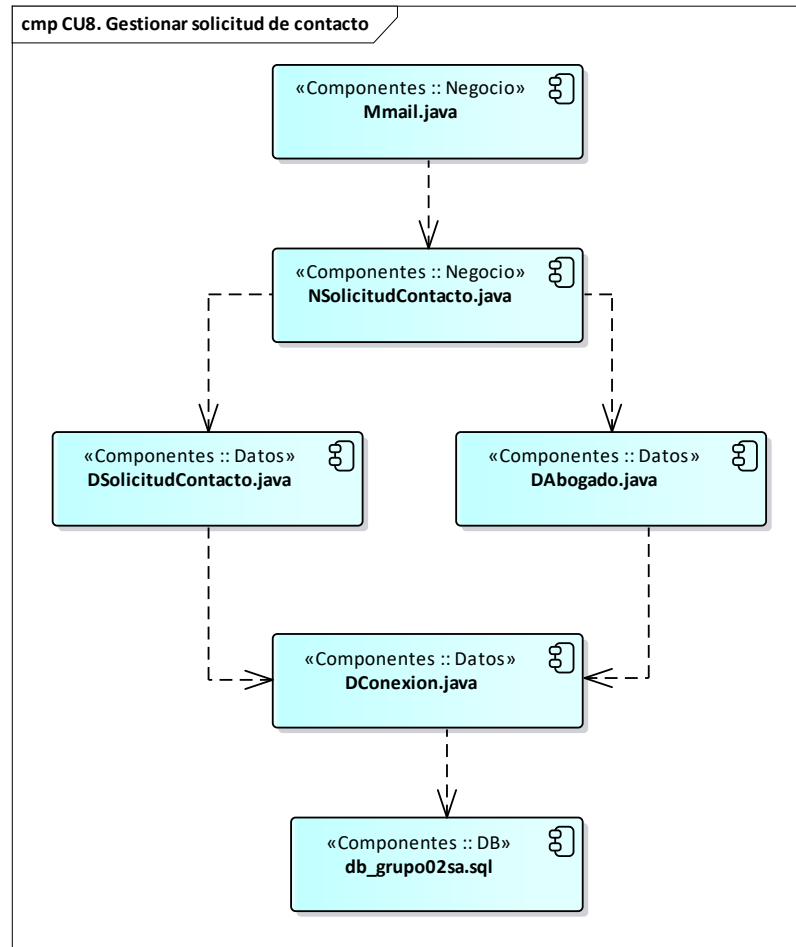 cmp CU8. Gestionar solicitud de contacto
«Componentes :: Negocio»
Mmail.java
«Componentes :: Negocio»
NSolicitudContacto.java
«Componentes :: Datos»
DSolicitudContacto.java
«Componentes :: Datos»
DAbogado.java
«Componentes :: Datos»
DConexion.java
«Componentes :: DB»
db_grupo02sa.sql